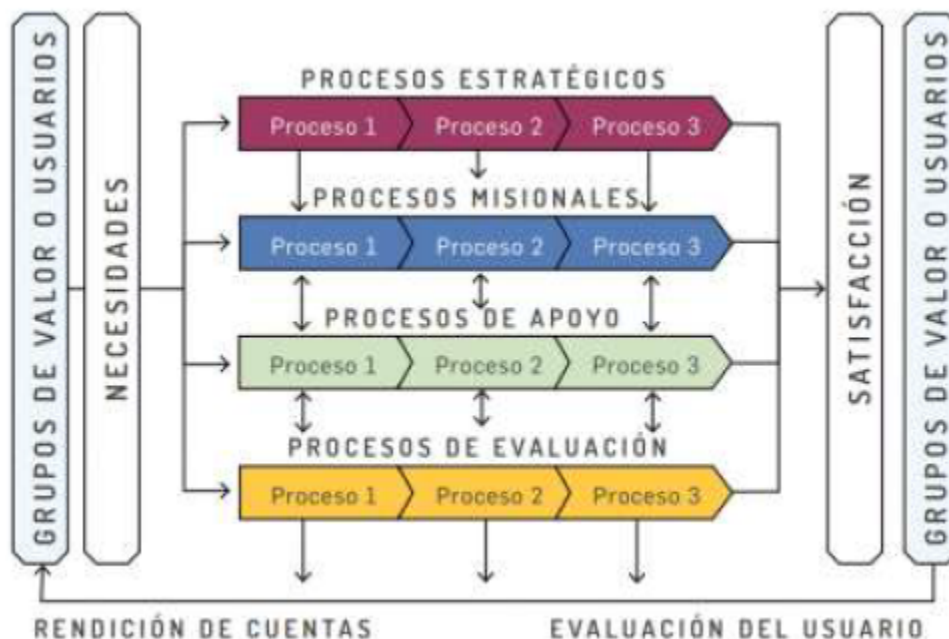 GRUPOS DE VALOR O USUARIOS
NECESIDADES
PROCESOS ESTRATÉGICOS
Proceso 1 Proceso 2 Proceso 3
PROCESOS MISIONALES
Proceso 1 Proceso 2 Proceso 3
PROCESOS DE APOYO
Proceso 1 Proceso 2 Proceso 3
PROCESOS DE EVALUACIÓN
Proceso 1 Proceso 2 Proceso 3
SATISFACCIÓN
GRUPOS DE VALOR O USUARIOS
RENDICIÓN DE CUENTAS
EVALUACIÓN DEL USUARIO